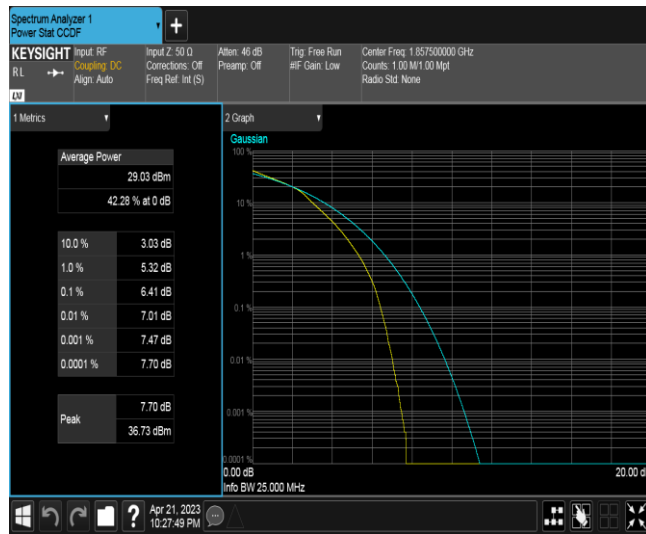 Spectrum Analyzer 1
Power Stat CCDF
+
KEYSIGHT
RL
LXI
Input: RF
Coupling: DC
Align: Auto
Input Z: 50 Ω
Corrections: Off
Freq Ref: Int (S)
Atten: 46 dB
Preamp: Off
Trig: Free Run
#IF Gain: Low
Center Freq: 1.857500000 GHz
Counts: 1.00 M/1.00 Mpt
Radio Std: None
1 Metrics
Average Power
29.03 dBm
42.28 % at 0 dB
10.0 % 3.03 dB
1.0 % 5.32 dB
0.1 % 6.41 dB
0.01 % 7.01 dB
0.001 % 7.47 dB
0.0001 % 7.70 dB
Peak
7.70 dB
36.73 dBm
2 Graph
Gaussian
100 %
10 %
1 %
0.1 %
0.01 %
0.001 %
0.0001 %
0.00 dB
20.00 d
Info BW 25.000 MHz
?
Apr 21, 2023
10:27:49 PM